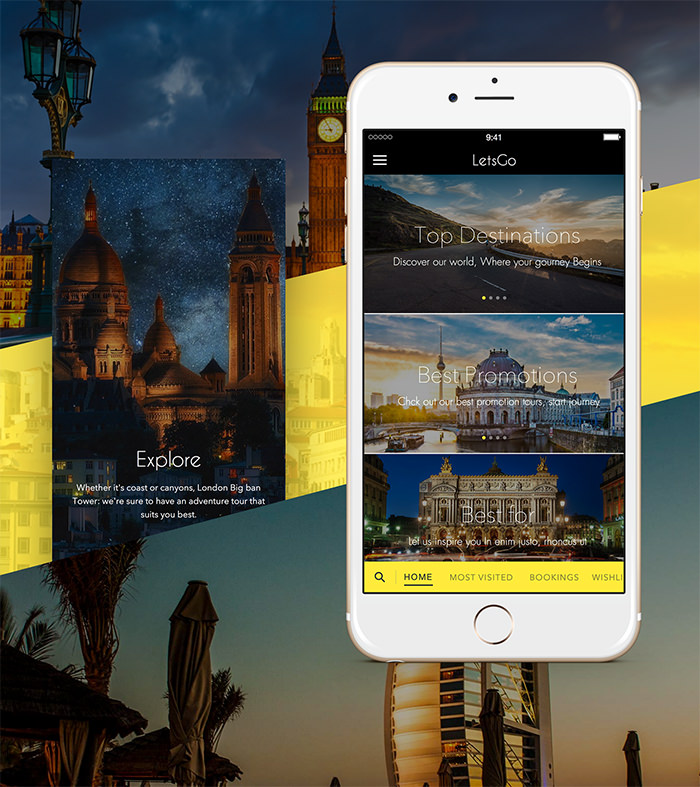 Explore
Whether it's coast or canyons, London Big ban
Tower: we're sure to have an adventure tour that
suits you best.
9:41
LetsGo
Top Destinations
Discover our world, Where your gourney Begins
Best Promotions
Chck out our best promotion tours, start journey
Best for
Let us inspire you In enim justo, rhoncus ut
HOME
MOST VISITED
BOOKINGS
WISHLI